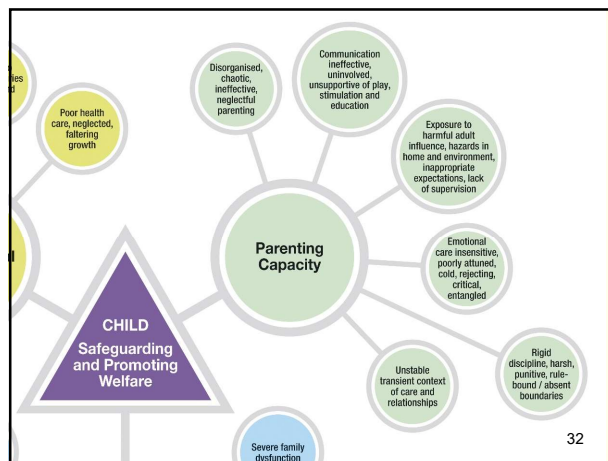 Disorganised,
chaotic,
ineffective,
neglectful
parenting
Communication
ineffective,
uninvolved,
unsupportive of play,
stimulation and
education
Poor health
care, neglected,
faltering
growth
Exposure to
harmful adult
influence, hazards in
home and environment,
inappropriate
expectations, lack
of supervision
Parenting
Capacity
Emotional
care insensitive,
poorly attuned,
cold, rejecting,
critical,
entangled
CHILD
Safeguarding
and Promoting
Welfare
Unstable
transient context
of care and
relationships
Rigid
discipline, harsh,
punitive, rule-
bound / absent
boundaries
Severe family
dysfunction
32